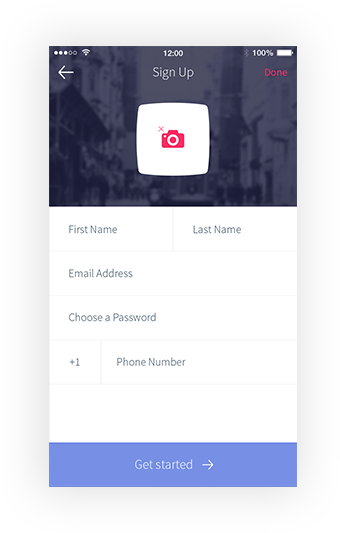 12:00 100%
Sign Up Done
First Name Last Name
Email Address
Choose a Password
+1 Phone Number
Get started